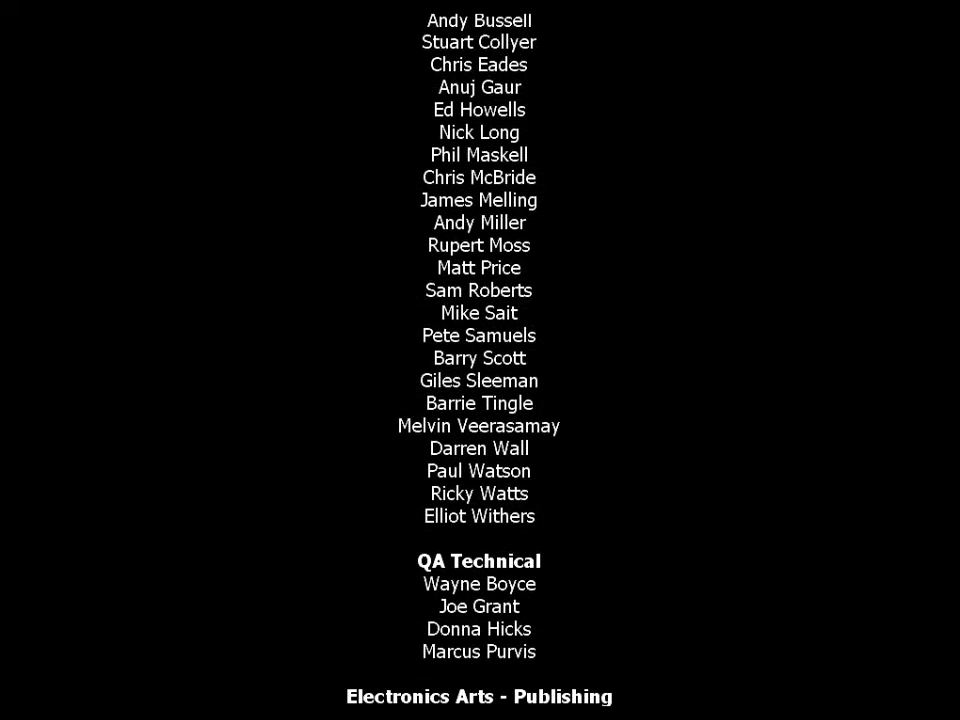 Andy Bussell
Stuart Collyer
Chris Eades
Anuj Gaur
Ed Howells
Nick Long
Phil Maskell
Chris McBride
James Melling
Andy Miller
Rupert Moss
Matt Price
Sam Roberts
Mike Sait
Pete Samuels
Barry Scott
Giles Sleeman
Barrie Tingle
Melvin Veerasamay
Darren Wall
Paul Watson
Ricky Watts
Elliot Withers
QA Technical
Wayne Boyce
Joe Grant
Donna Hicks
Marcus Purvis
Electronics Arts - Publishing